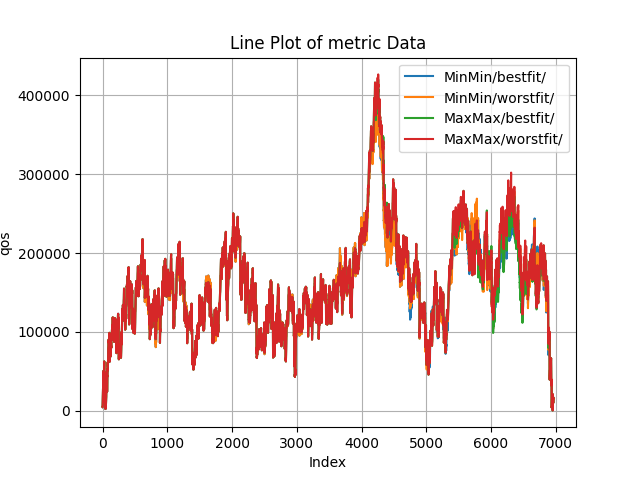 Line Plot of metric Data
MinMin/bestfit/
MinMin/worstfit/
MaxMax/bestfit/
MaxMax/worstfit/
400000
300000
200000
100000
0
qos
0 1000 2000 3000 4000 5000 6000 7000
Index